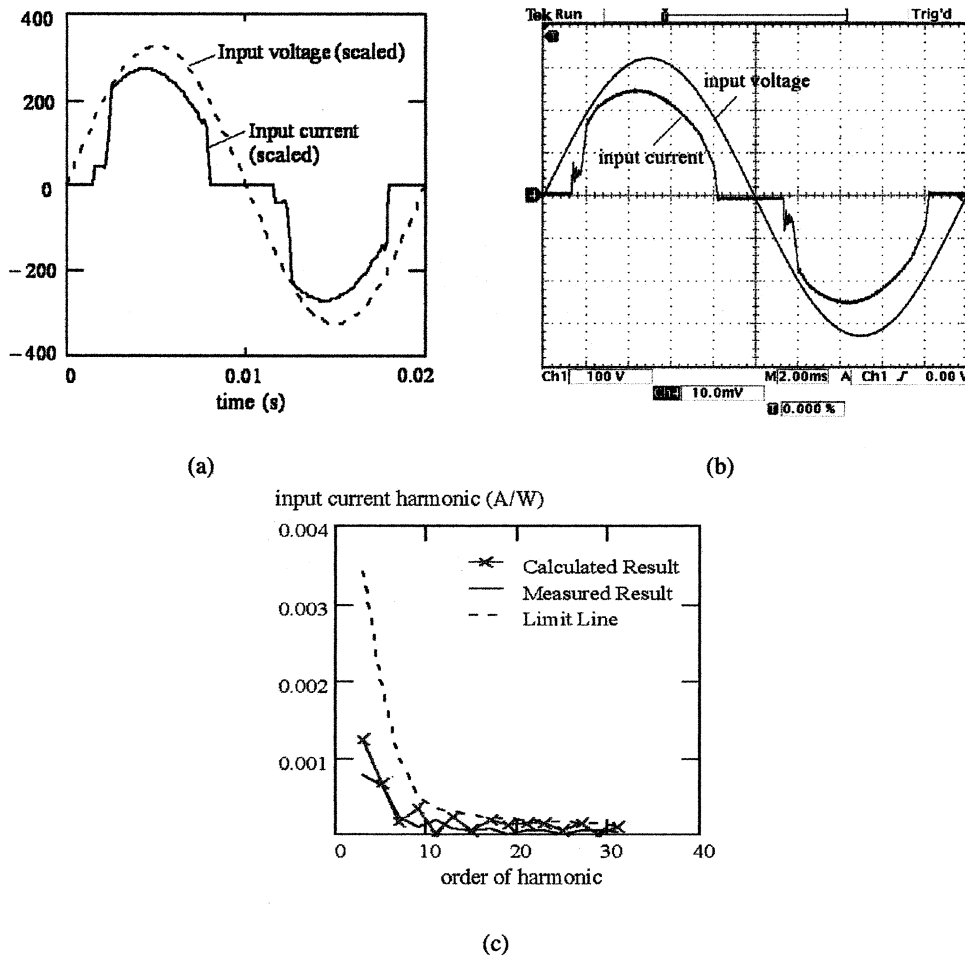 400
200
0
−200
−400
Input voltage (scaled)
Input current
(scaled)
0
0.01
0.02
time (s)
(a)
Tek Run
Trig'd
input voltage
input current
Ch1 100 V
M 2.00ms A Ch1 0.00 V
10.0mV
0.000 %
(b)
input current harmonic (A/W)
0.004
0.003
0.002
0.001
Calculated Result
Measured Result
Limit Line
0
10
20
30
40
order of harmonic
(c)